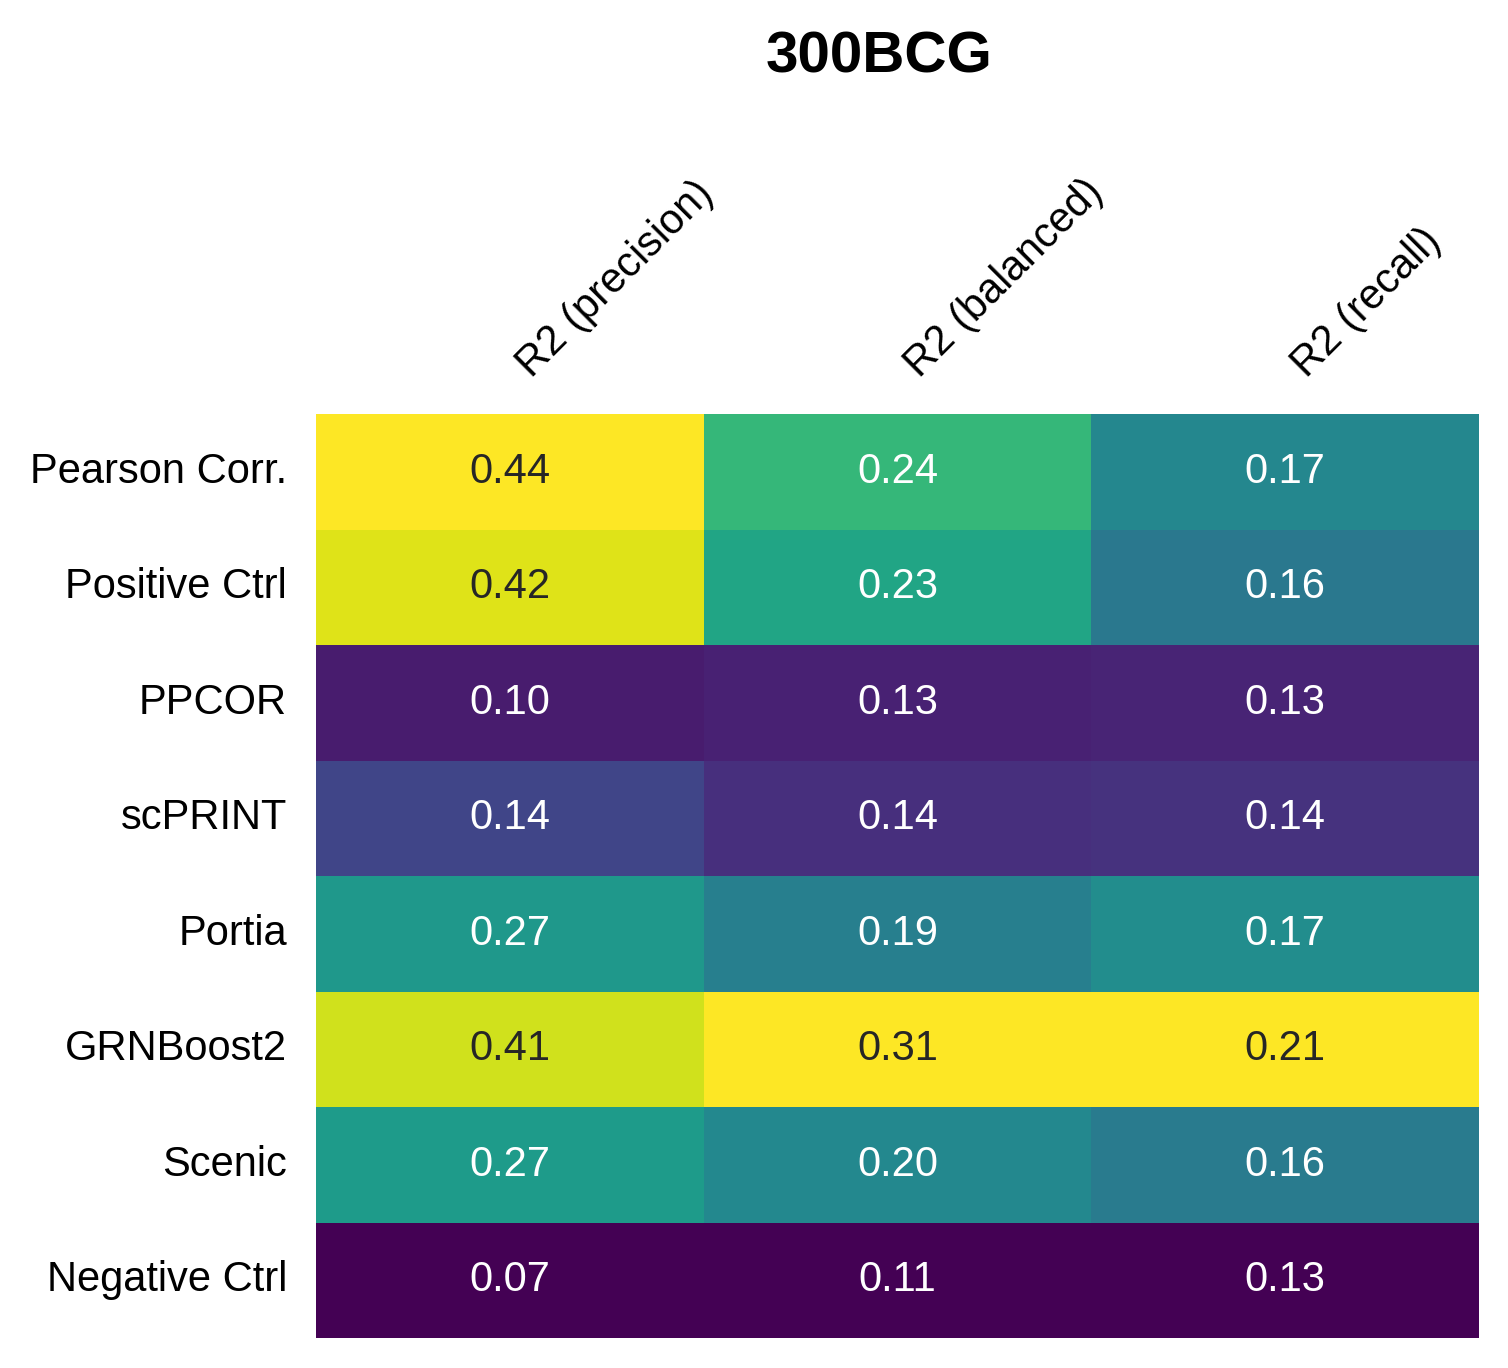 300BCG
R2 (precision) R2 (balanced) R2 (recall)
Pearson Corr. 0.44 0.24 0.17
Positive Ctrl 0.42 0.23 0.16
PPCOR 0.10 0.13 0.13
scPRINT 0.14 0.14 0.14
Portia 0.27 0.19 0.17
GRNBoost2 0.41 0.31 0.21
Scenic 0.27 0.20 0.16
Negative Ctrl 0.07 0.11 0.13